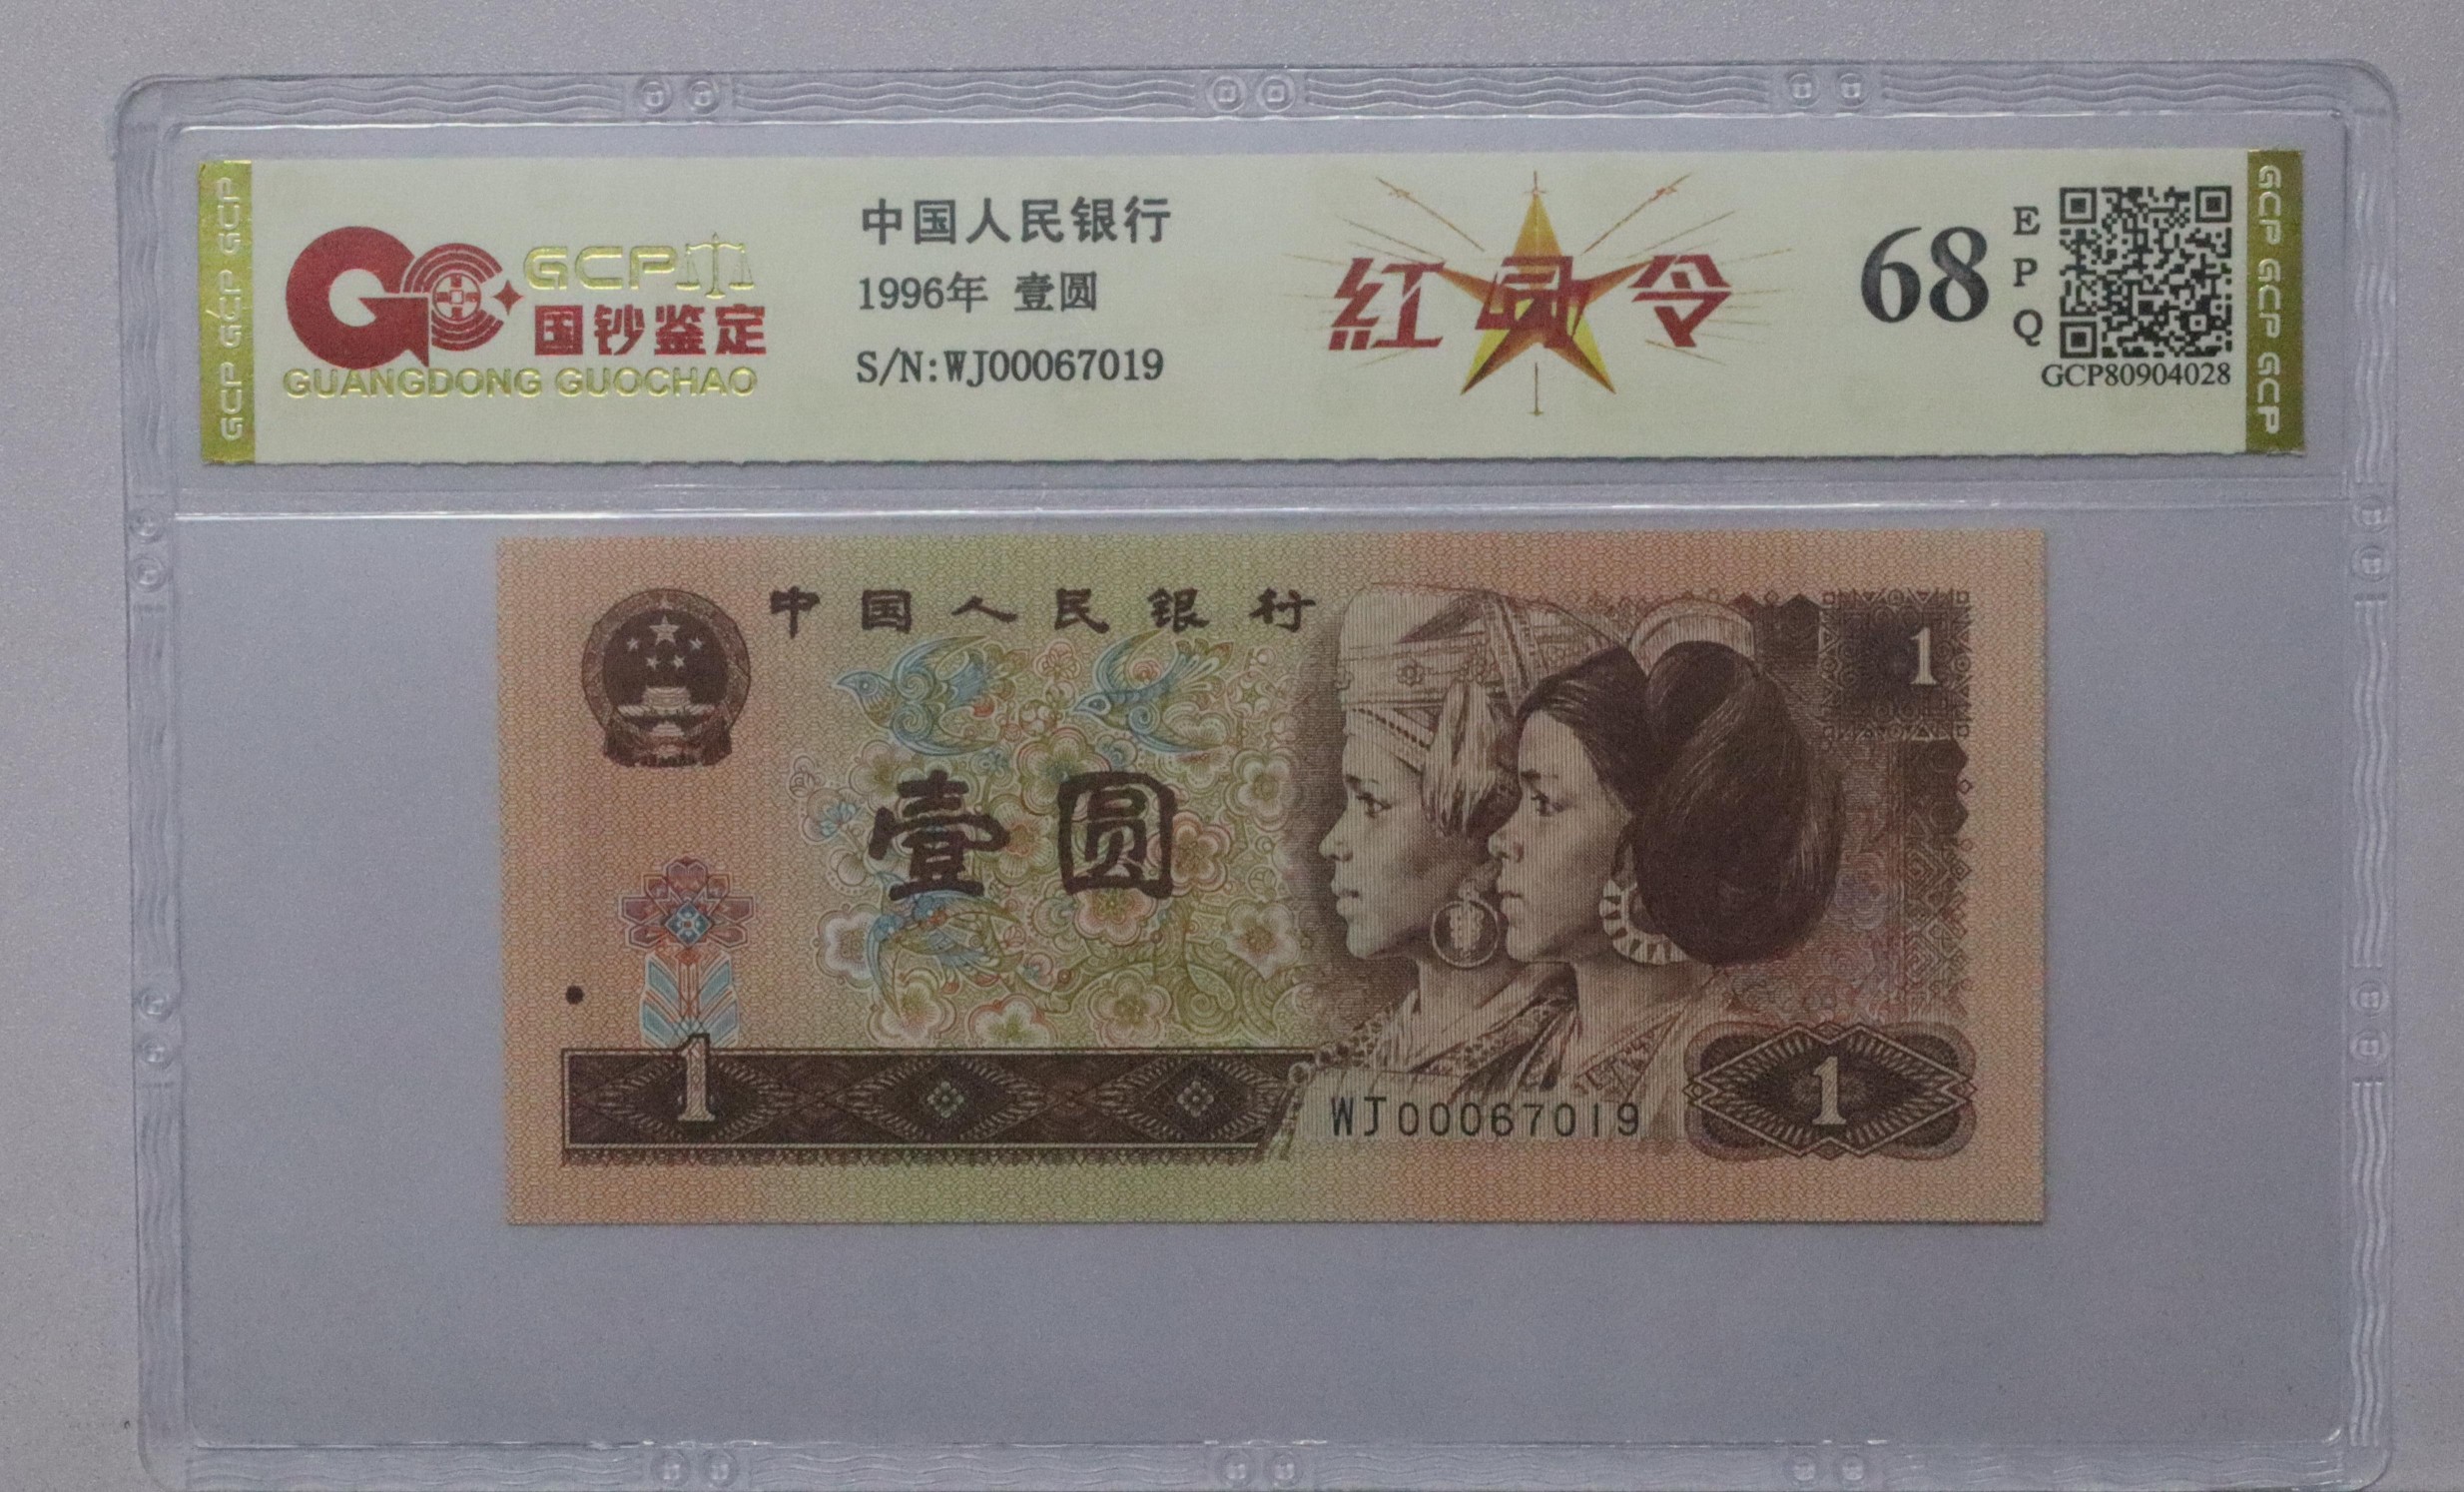 GCP GCP GCP
GCP
国钞鉴定
GUANGDONG GUOCHAO
中国人民银行
1996年 壹圆
S/N:WJ00067019
紅 令
68
E
P
Q
GCP80904028
GCP GCP GCP
中国人民银行
1
壹圆
1
WJ00067019
1